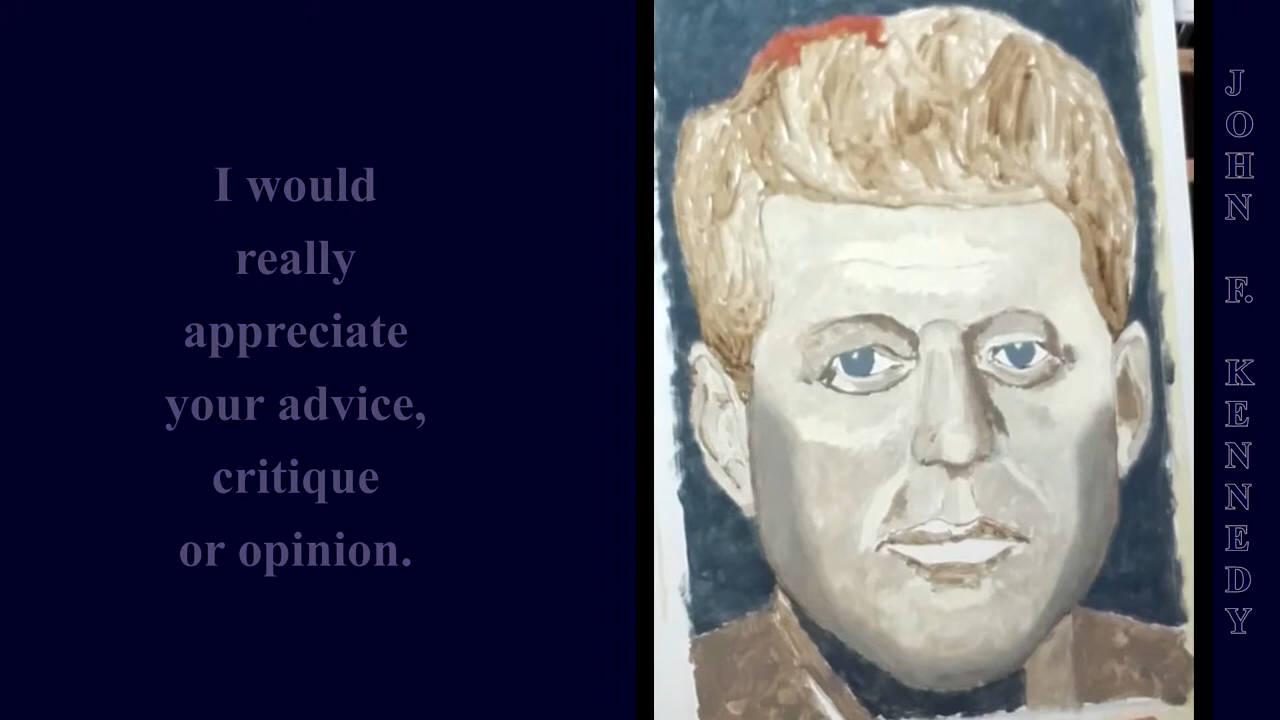 I would
really
appreciate
your advice,
critique
or opinion.
JOHN F. KENNEDY